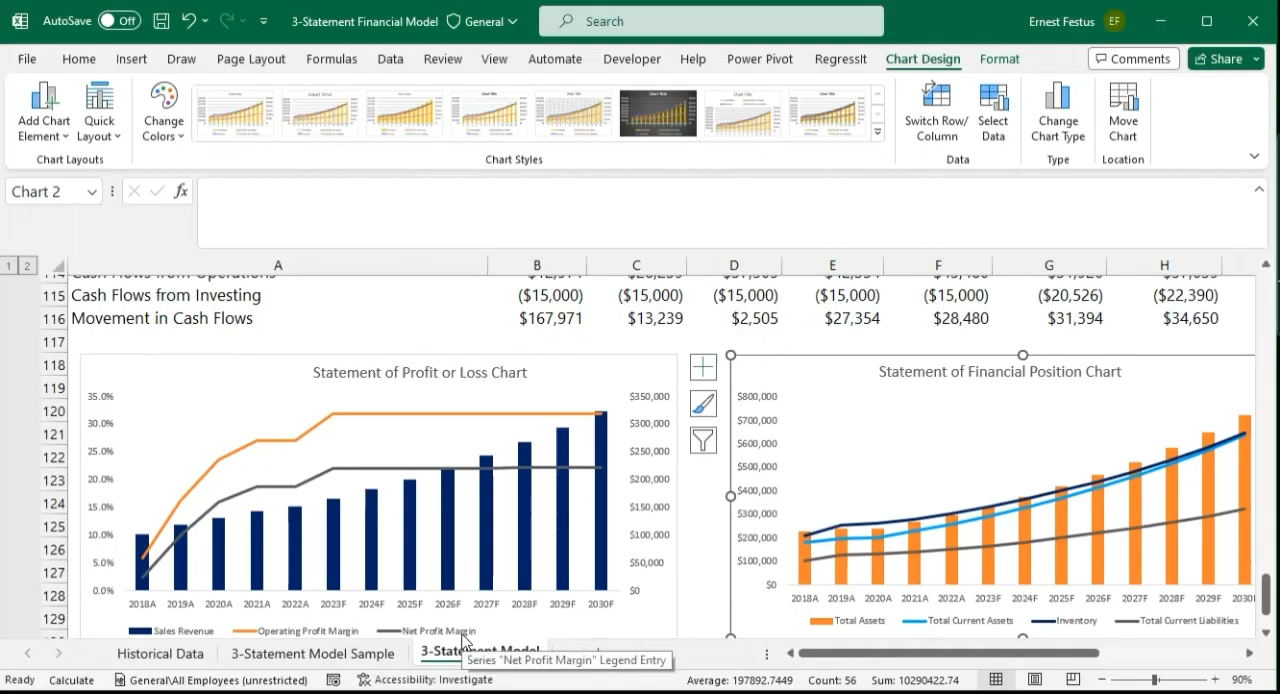 AutoSave Off 3-Statement Financial Model General Search Ernest Festus EF
File Home Insert Draw Page Layout Formulas Data Review View Automate Developer Help Power Pivot RegressIt Chart Design Format Comments Share
Add Chart Element Quick Layout Change Colors Switch Row/ Column Select Data Change Chart Type Move Chart
Chart Layouts Chart Styles Data Type Location
Chart 2 fx
1 2 A B C D E F G H
115 Cash Flows from Investing ($15,000) ($15,000) ($15,000) ($15,000) ($15,000) ($20,526) ($22,390)
116 Movement in Cash Flows $167,971 $13,239 $2,505 $27,354 $28,480 $31,394 $34,650
117
118
119
120
121
122
123
124
125
126
127
128
129
Statement of Profit or Loss Chart
35.0%
30.0%
25.0%
20.0%
15.0%
10.0%
5.0%
0.0%
$350,000
$300,000
$250,000
$200,000
$150,000
$100,000
$50,000
$0
2018A 2019A 2020A 2021A 2022A 2023F 2024F 2025F 2026F 2027F 2028F 2029F 2030F
Sales Revenue Operating Profit Margin Net Profit Margin
Statement of Financial Position Chart
$800,000
$700,000
$600,000
$500,000
$400,000
$300,000
$200,000
$100,000
$0
2018A 2019A 2020A 2021A 2022A 2023F 2024F 2025F 2026F 2027F 2028F 2029F 2030
Total Assets Total Current Assets Inventory Total Current Liabilities
Historical Data 3-Statement Model Sample 3-Statement Model
Series "Net Profit Margin" Legend Entry
Ready Calculate General\All Employees (unrestricted) Accessibility: Investigate Average: 197892.7449 Count: 56 Sum: 10290422.74 90%